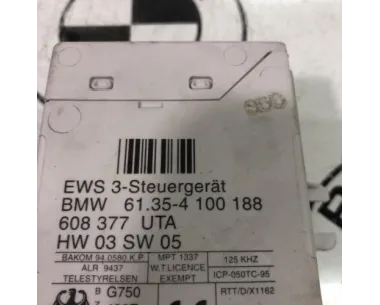 EWS 3-Steuergerät
BMW 61.35-4 100 188
608 377 UTA
HW 03 SW 05
BAKOM 94.0580.K.P. MPT 1337 125 KHZ
ALR 9437 W.T.LICENCE ICP-050TC-95
TELESTYRELSEN EXEMPT RTT/D/X1162
G750